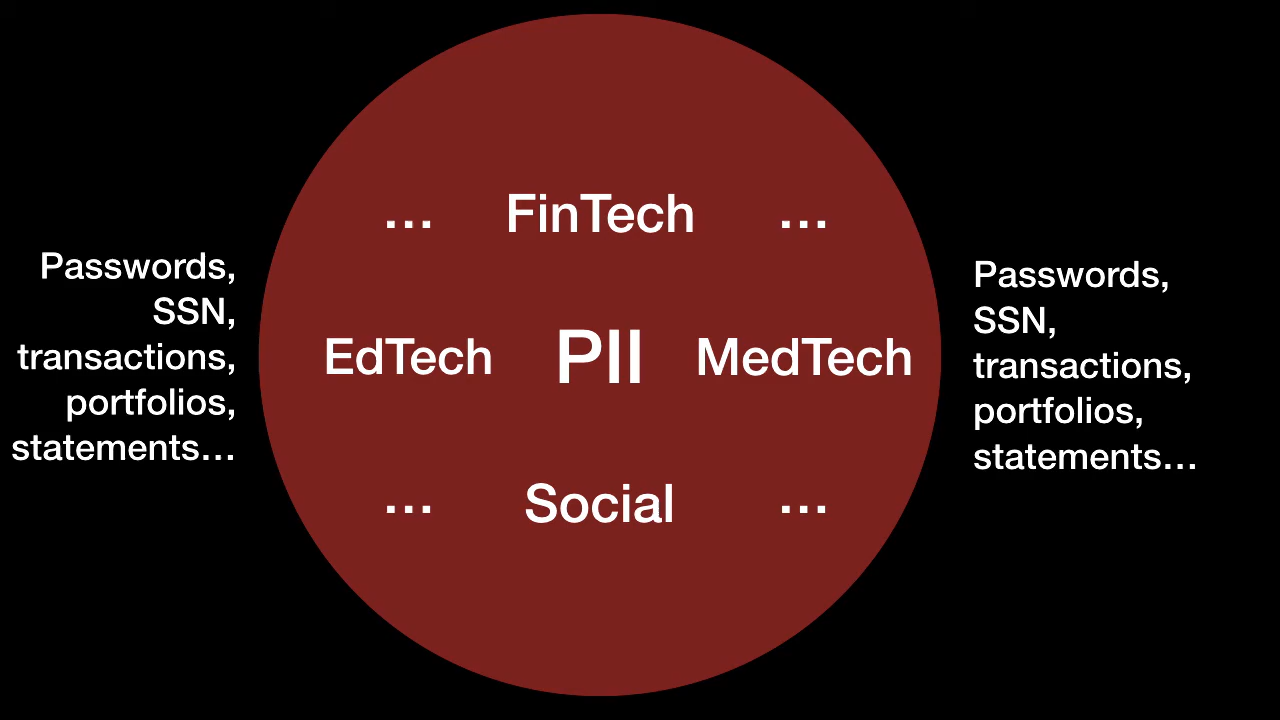 Passwords,
SSN,
transactions,
portfolios,
statements…
… FinTech …
EdTech PII MedTech
… Social …
Passwords,
SSN,
transactions,
portfolios,
statements…